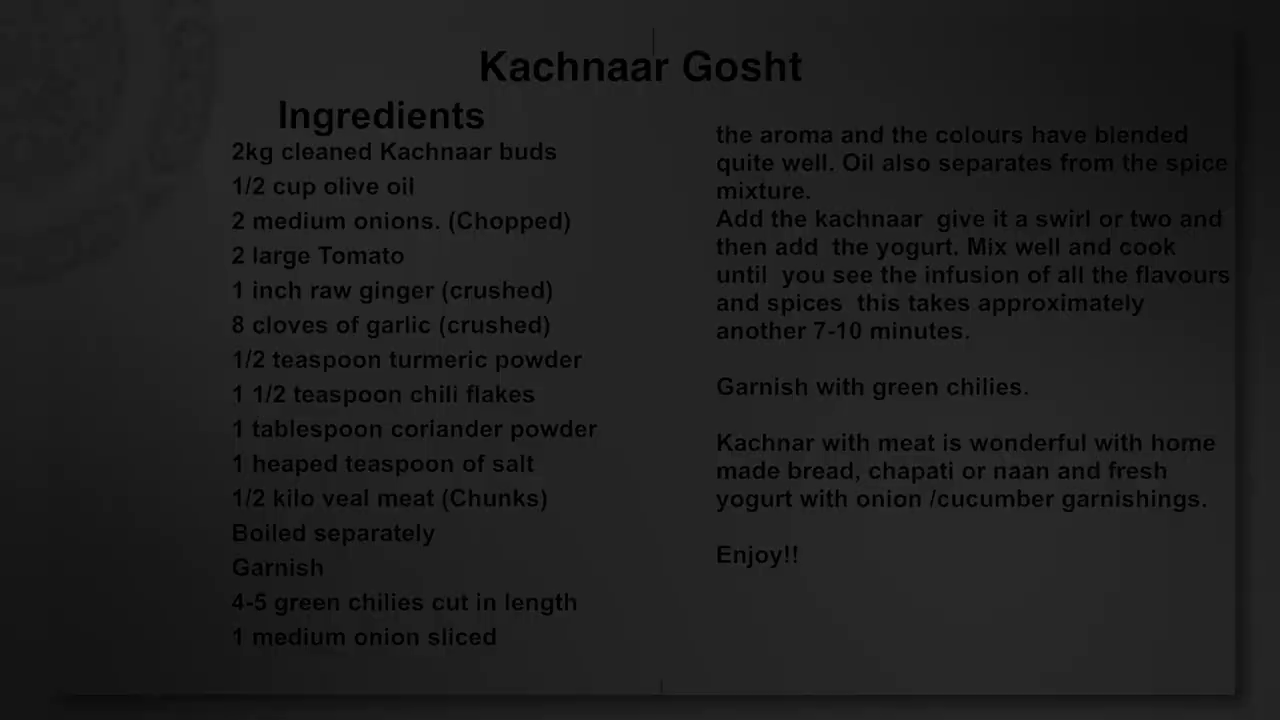 Kachnaar Gosht
Ingredients
2kg cleaned Kachnaar buds
1/2 cup olive oil
2 medium onions. (Chopped)
2 large Tomato
1 inch raw ginger (crushed)
8 cloves of garlic (crushed)
1/2 teaspoon turmeric powder
1 1/2 teaspoon chili flakes
1 tablespoon coriander powder
1 heaped teaspoon of salt
1/2 kilo veal meat (Chunks)
Boiled separately
Garnish
4-5 green chilies cut in length
1 medium onion sliced
the aroma and the colours have blended
quite well. Oil also separates from the spice
mixture.
Add the kachnaar  give it a swirl or two and
then add  the yogurt. Mix well and cook
until  you see the infusion of all the flavours
and spices  this takes approximately
another 7-10 minutes.
Garnish with green chilies.
Kachnar with meat is wonderful with home
made bread, chapati or naan and fresh
yogurt with onion /cucumber garnishings.
Enjoy!!